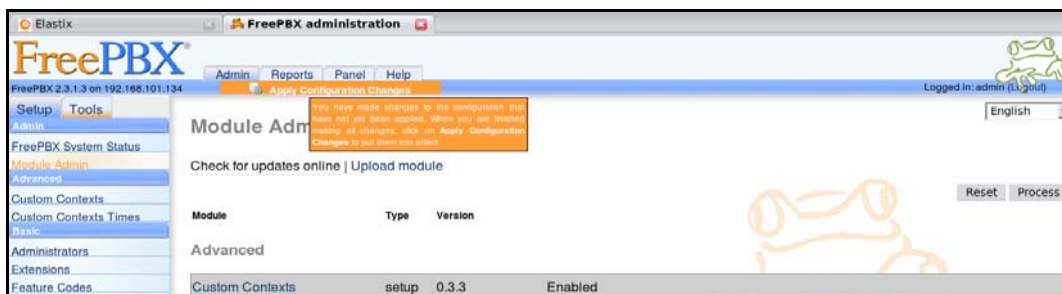 Elastix
FreePBX administration
FreePBX®
Admin Reports Panel Help
FreePBX 2.3.1.3 on 192.168.101.134
Apply Configuration Changes
Logged in: admin (Logout)
Setup Tools
English
You have made changes to the configuration that
have not yet been applied. When you are finished
making all changes, click on Apply Configuration
Changes to put them into effect
Admin
Module Adm
FreePBX System Status
Module Admin
Check for updates online | Upload module
Advanced
Custom Contexts
Reset Process
Custom Contexts Times
Module Type Version
Basic
Administrators
Advanced
Extensions
Feature Codes
Custom Contexts setup 0.3.3 Enabled